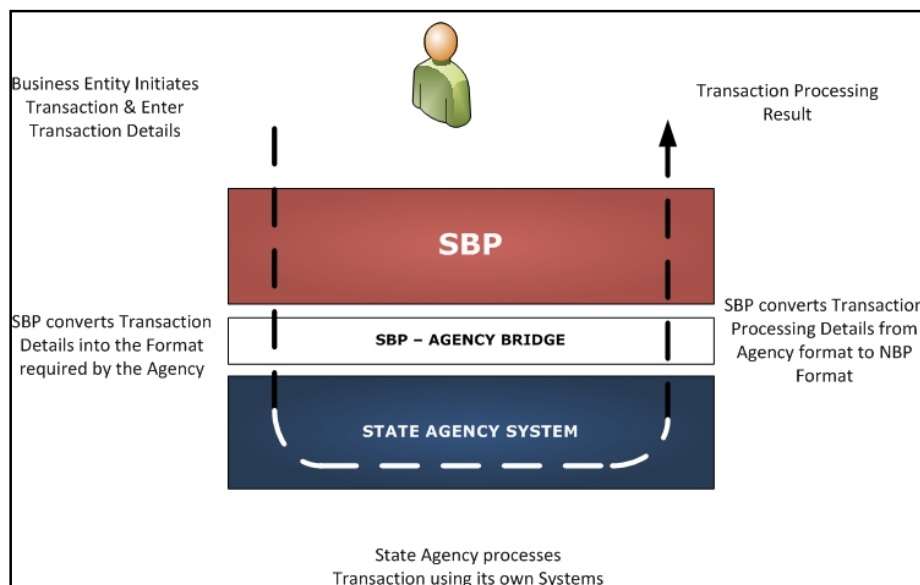 Business Entity Initiates
Transaction & Enter
Transaction Details
Transaction Processing
Result
SBP
SBP converts Transaction
Details into the Format
required by the Agency
SBP – AGENCY BRIDGE
SBP converts Transaction
Processing Details from
Agency format to NBP
Format
STATE AGENCY SYSTEM
State Agency processes
Transaction using its own Systems